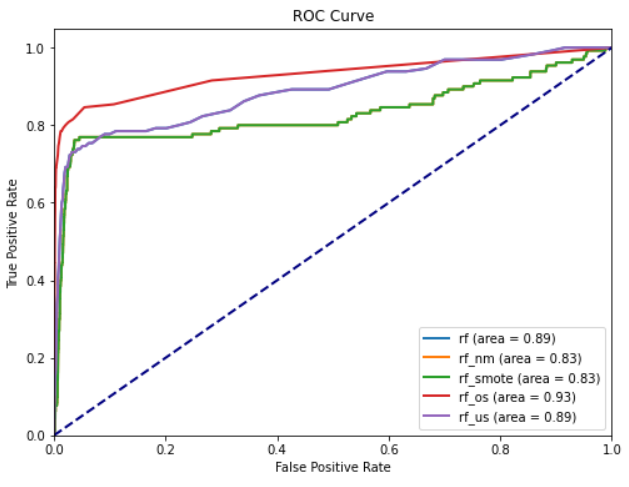 ROC Curve
1.0
0.8
0.6
0.4
0.2
0.0
True Positive Rate
rf (area = 0.89)
rf_nm (area = 0.83)
rf_smote (area = 0.83)
rf_os (area = 0.93)
rf_us (area = 0.89)
0.0 0.2 0.4 0.6 0.8 1.0
False Positive Rate